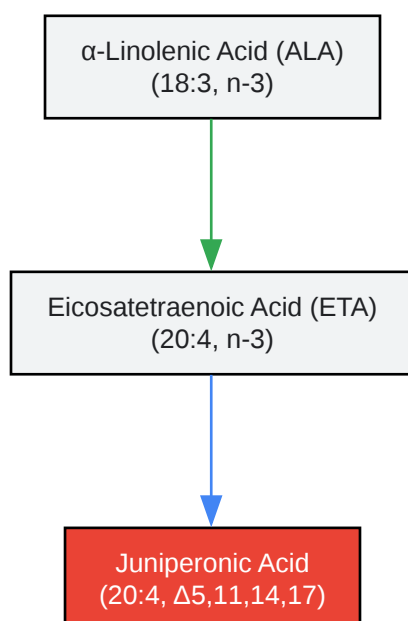 α-Linolenic Acid (ALA)
(18:3, n-3)
Eicosatetraenoic Acid (ETA)
(20:4, n-3)
Juniperonic Acid
(20:4, Δ5,11,14,17)